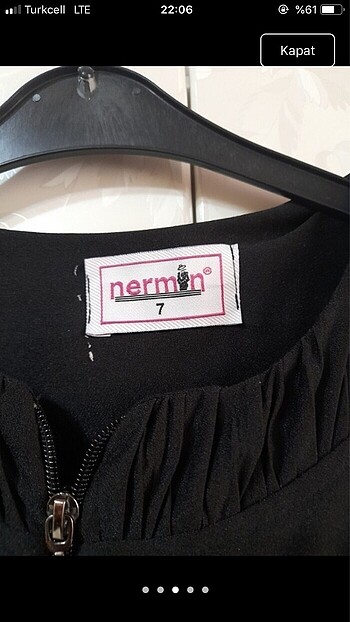 Turkcell LTE 22:06 %61
Kapat
nermin®
7